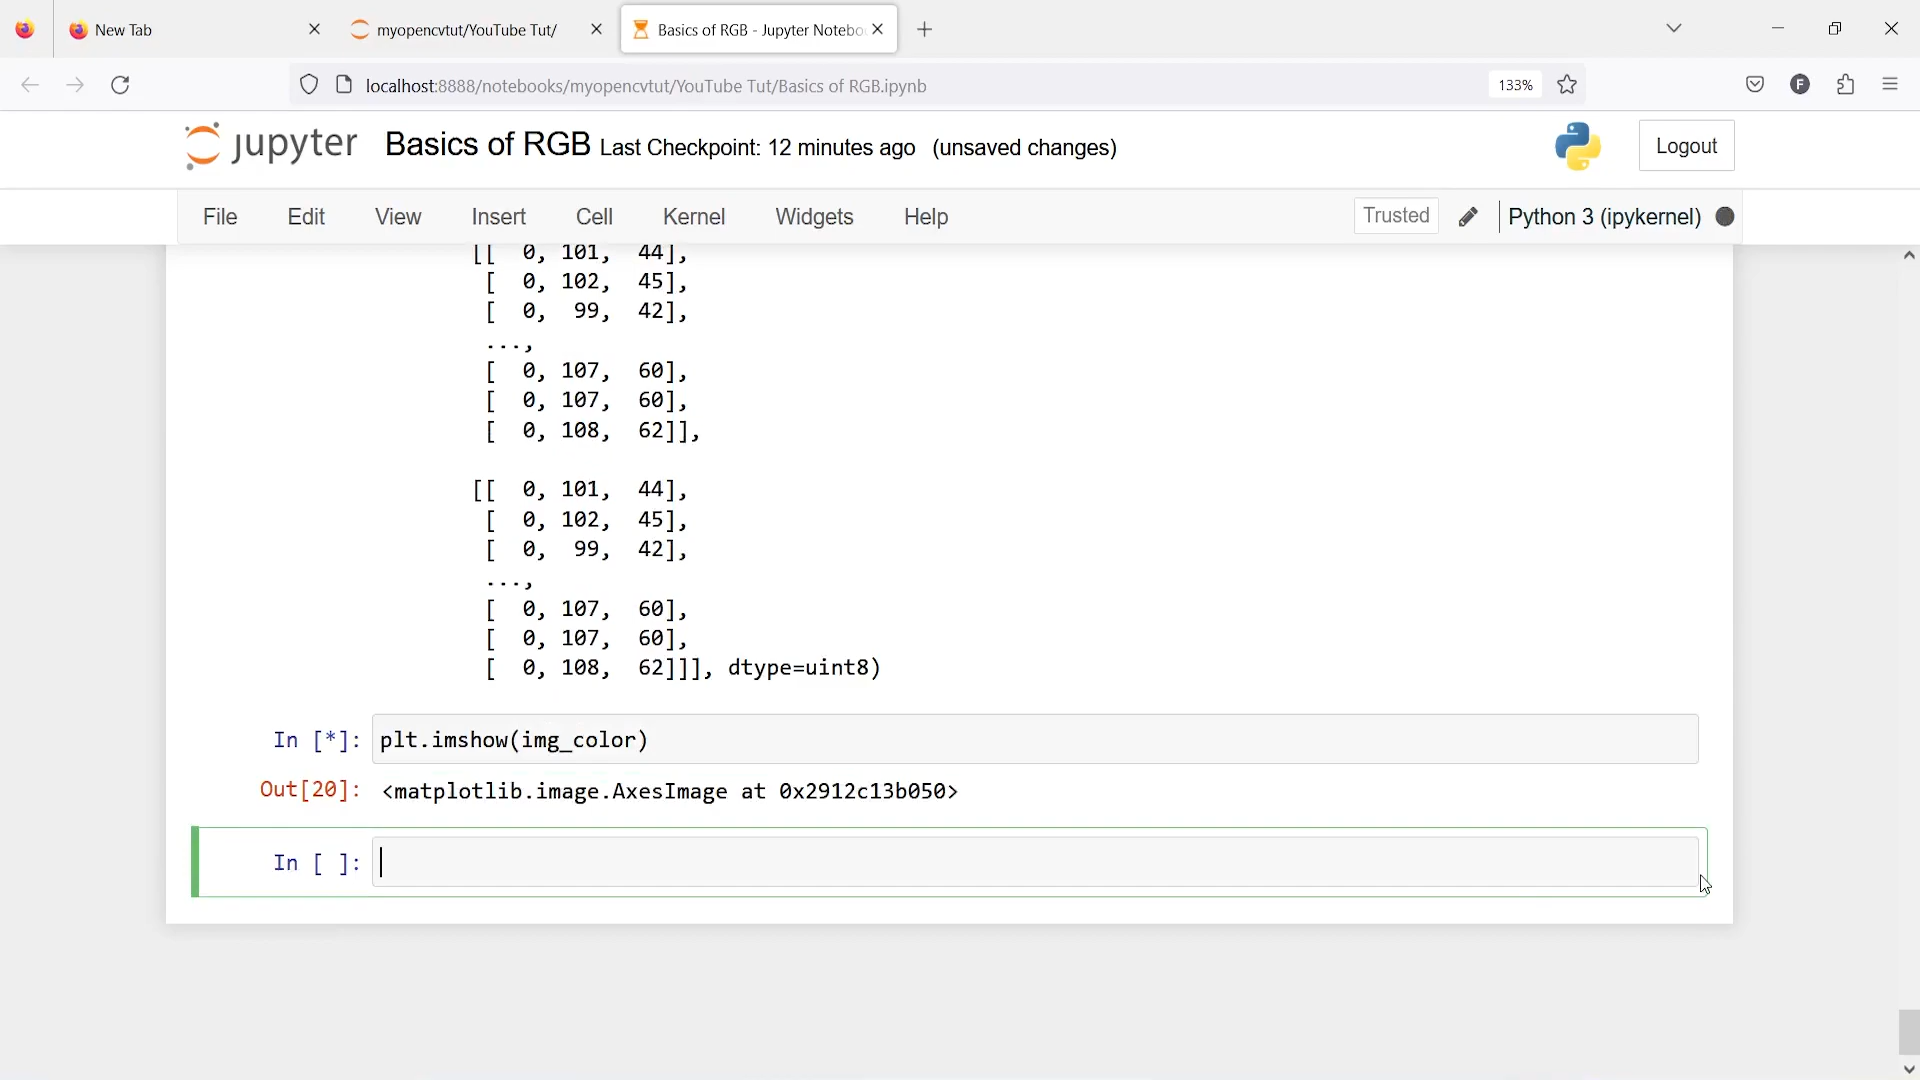 New Tab
myopencvtut/YouTube Tut/
Basics of RGB - Jupyter Notebo
localhost:8888/notebooks/myopencvtut/YouTube Tut/Basics of RGB.ipynb
133%
F
jupyter Basics of RGB Last Checkpoint: 12 minutes ago (unsaved changes)
Logout
File Edit View Insert Cell Kernel Widgets Help
Trusted
Python 3 (ipykernel)
[[ 0, 101, 44],
[ 0, 102, 45],
[ 0, 99, 42],
...,
[ 0, 107, 60],
[ 0, 107, 60],
[ 0, 108, 62]],
[[ 0, 101, 44],
[ 0, 102, 45],
[ 0, 99, 42],
...,
[ 0, 107, 60],
[ 0, 107, 60],
[ 0, 108, 62]]], dtype=uint8)
In [*]: plt.imshow(img_color)
Out[20]: <matplotlib.image.AxesImage at 0x2912c13b050>
In [ ]: